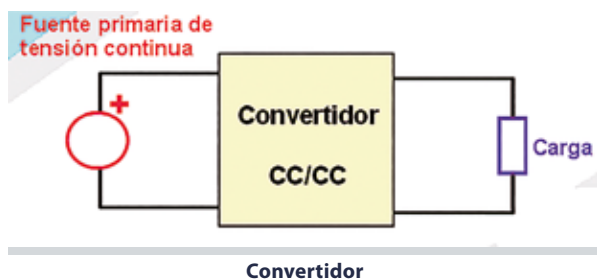 Fuente primaria de
tensión continua
+
Convertidor
CC/CC
Carga
Convertidor